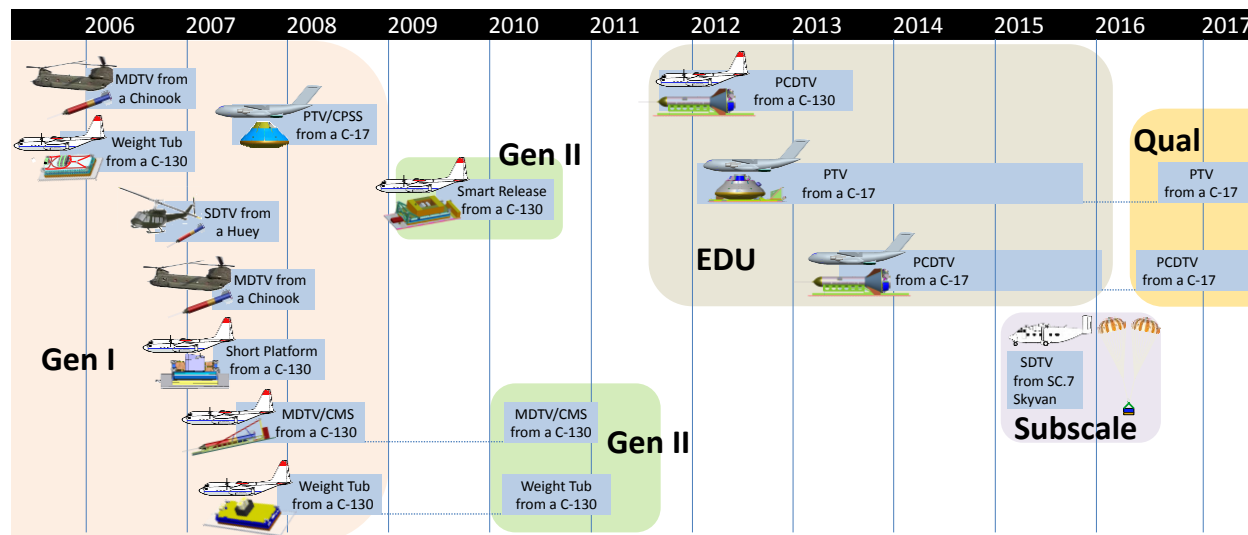 2006 2007 2008 2009 2010 2011 2012 2013 2014 2015 2016 2017
MDTV from
a Chinook
Weight Tub
from a C-130
PTV/CPSS
from a C-17
SDTV from
a Huey
MDTV from
a Chinook
Gen I
Short Platform
from a C-130
MDTV/CMS
from a C-130
Weight Tub
from a C-130
Gen II
Smart Release
from a C-130
MDTV/CMS
from a C-130
Gen II
Weight Tub
from a C-130
PCDTV
from a C-130
PTV
from a C-17
EDU
PCDTV
from a C-17
Qual
PTV
from a C-17
PCDTV
from a C-17
SDTV
from SC.7
Skyvan
Subscale